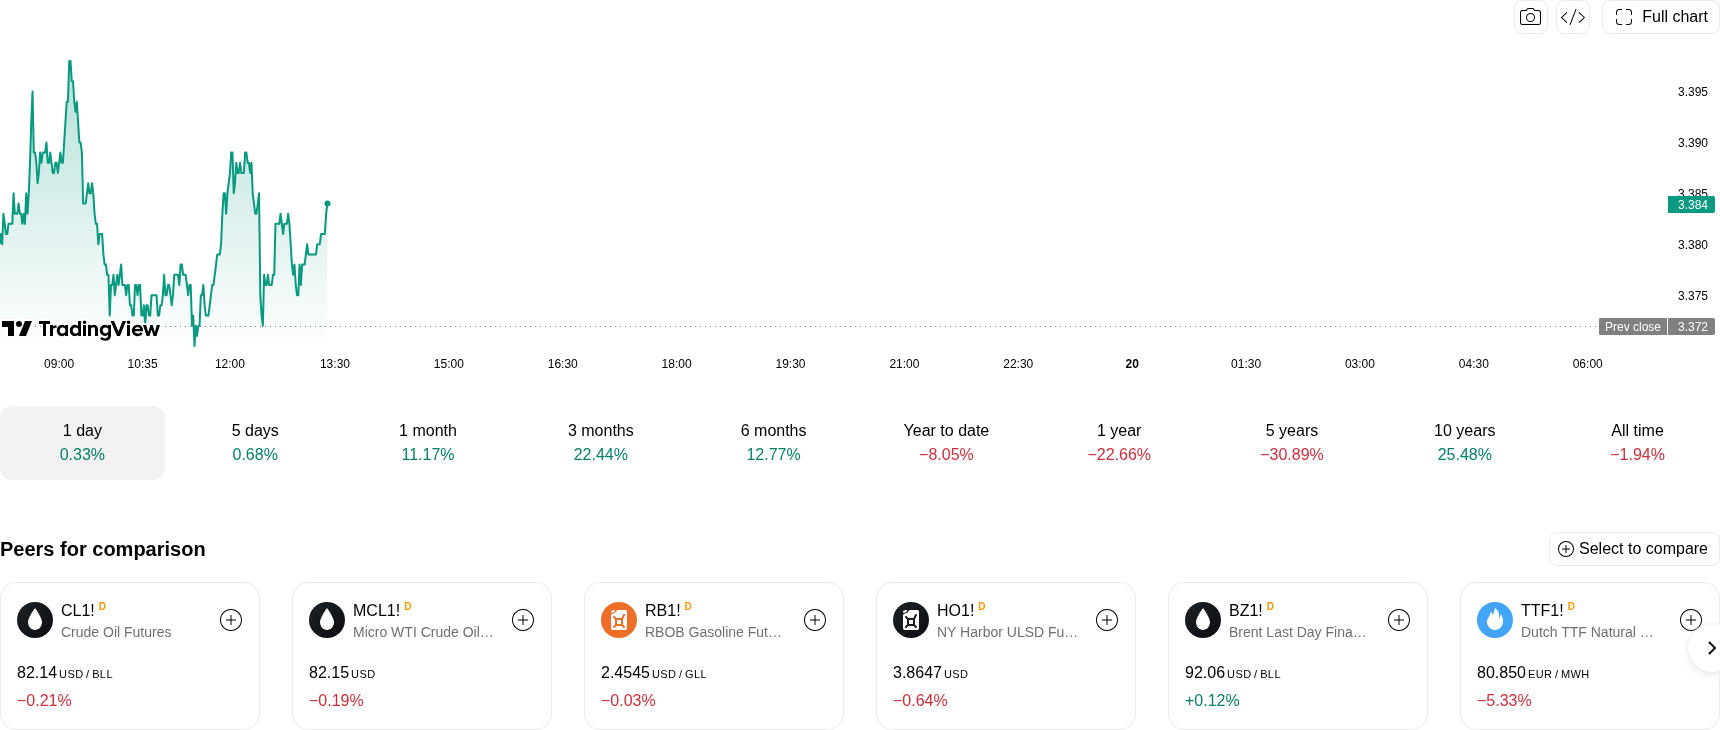 Full chart
3.395
3.390
3.385
3.384
3.380
3.375
Prev close 3.372
TradingView
09:00 10:35 12:00 13:30 15:00 16:30 18:00 19:30 21:00 22:30 20 01:30 03:00 04:30 06:00
1 day 5 days 1 month 3 months 6 months Year to date 1 year 5 years 10 years All time
0.33% 0.68% 11.17% 22.44% 12.77% −8.05% −22.66% −30.89% 25.48% −1.94%
Peers for comparison
Select to compare
CL1! D
Crude Oil Futures
82.14 USD / BLL
−0.21%
MCL1! D
Micro WTI Crude Oil…
82.15 USD
−0.19%
RB1! D
RBOB Gasoline Fut…
2.4545 USD / GLL
−0.03%
HO1! D
NY Harbor ULSD Fu…
3.8647 USD
−0.64%
BZ1! D
Brent Last Day Fina…
92.06 USD / BLL
+0.12%
TTF1! D
Dutch TTF Natural …
80.850 EUR / MWH
−5.33%